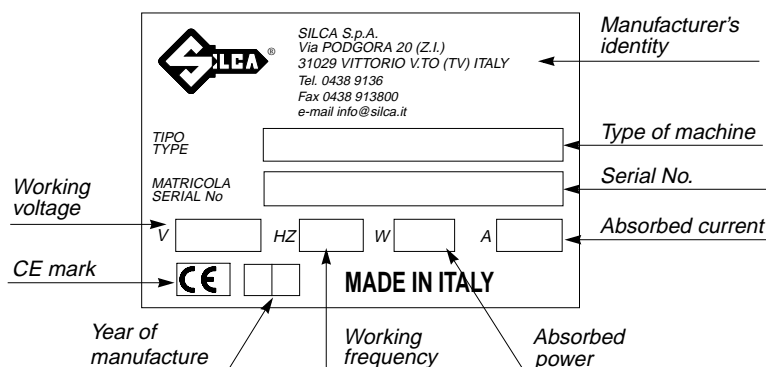 SILCA
®
SILCA S.p.A.
Via PODGORA 20 (Z.I.)
31029 VITTORIO V.TO (TV) ITALY
Tel. 0438 9136
Fax 0438 913800
e-mail info@silca.it
Manufacturer's
identity
TIPO
TYPE
Type of machine
MATRICOLA
SERIAL No
Serial No.
Working
voltage
V
HZ
W
A
Absorbed current
CE mark
CE
MADE IN ITALY
Year of
manufacture
Working
frequency
Absorbed
power